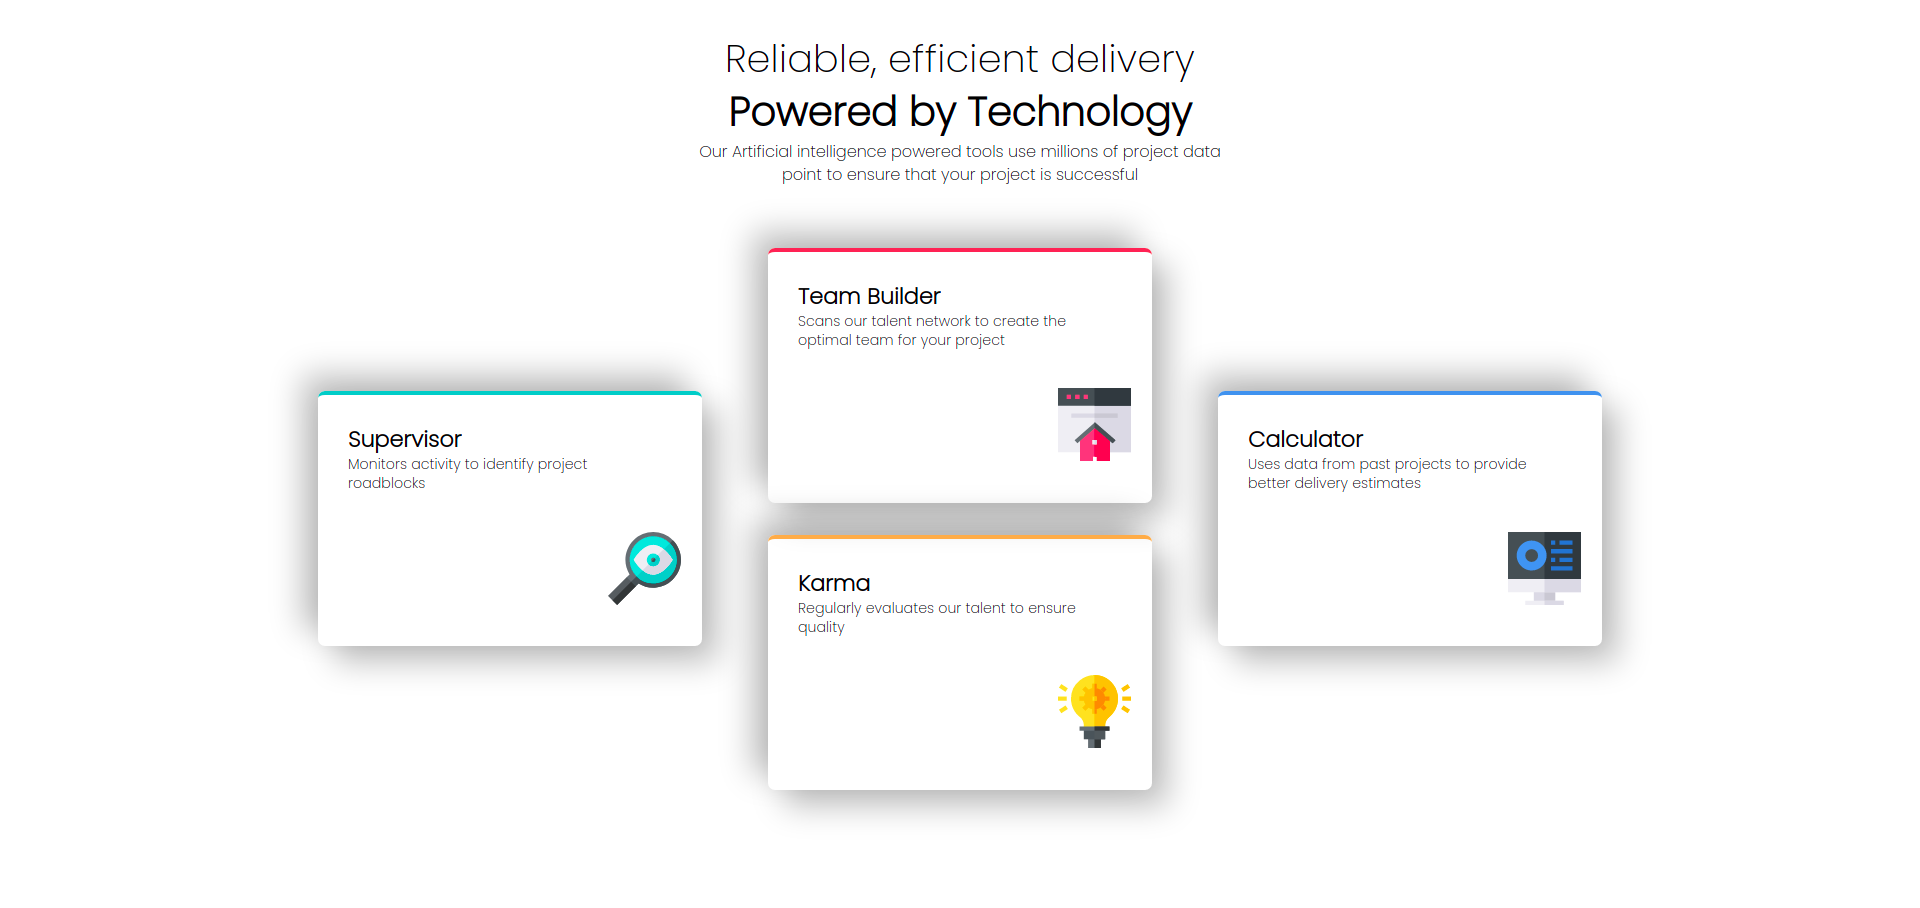 Reliable, efficient delivery
Powered by Technology
Our Artificial intelligence powered tools use millions of project data
point to ensure that your project is successful
Supervisor
Monitors activity to identify project
roadblocks
Team Builder
Scans our talent network to create the
optimal team for your project
Karma
Regularly evaluates our talent to ensure
quality
Calculator
Uses data from past projects to provide
better delivery estimates